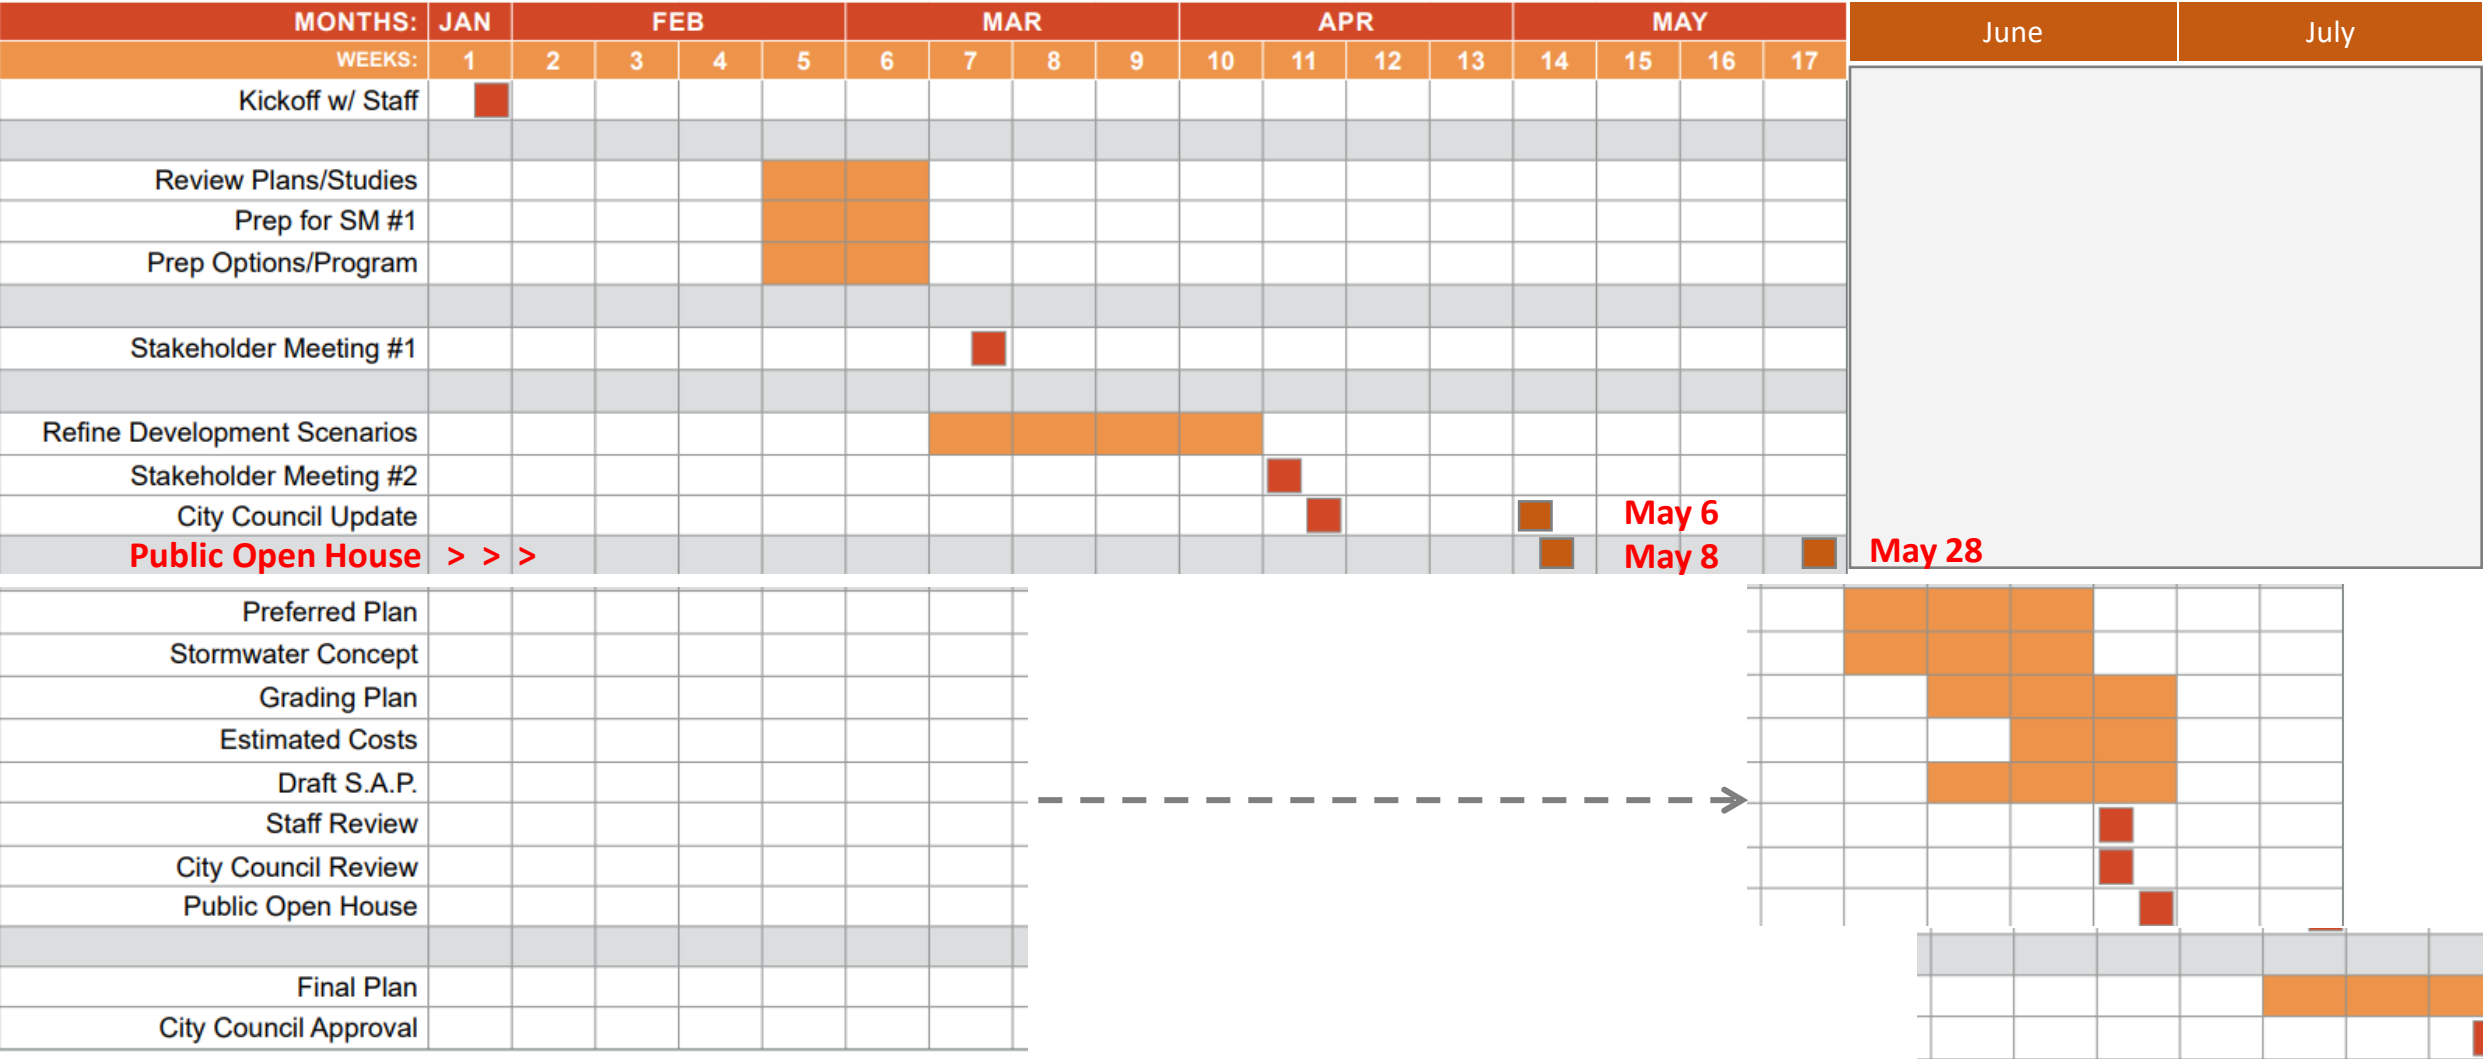 MONTHS: JAN FEB MAR APR MAY June July
WEEKS: 1 2 3 4 5 6 7 8 9 10 11 12 13 14 15 16 17
Kickoff w/ Staff
Review Plans/Studies
Prep for SM #1
Prep Options/Program
Stakeholder Meeting #1
Refine Development Scenarios
Stakeholder Meeting #2
City Council Update May 6
Public Open House > > > May 8 May 28
Preferred Plan
Stormwater Concept
Grading Plan
Estimated Costs
Draft S.A.P.
Staff Review
City Council Review
Public Open House
Final Plan
City Council Approval